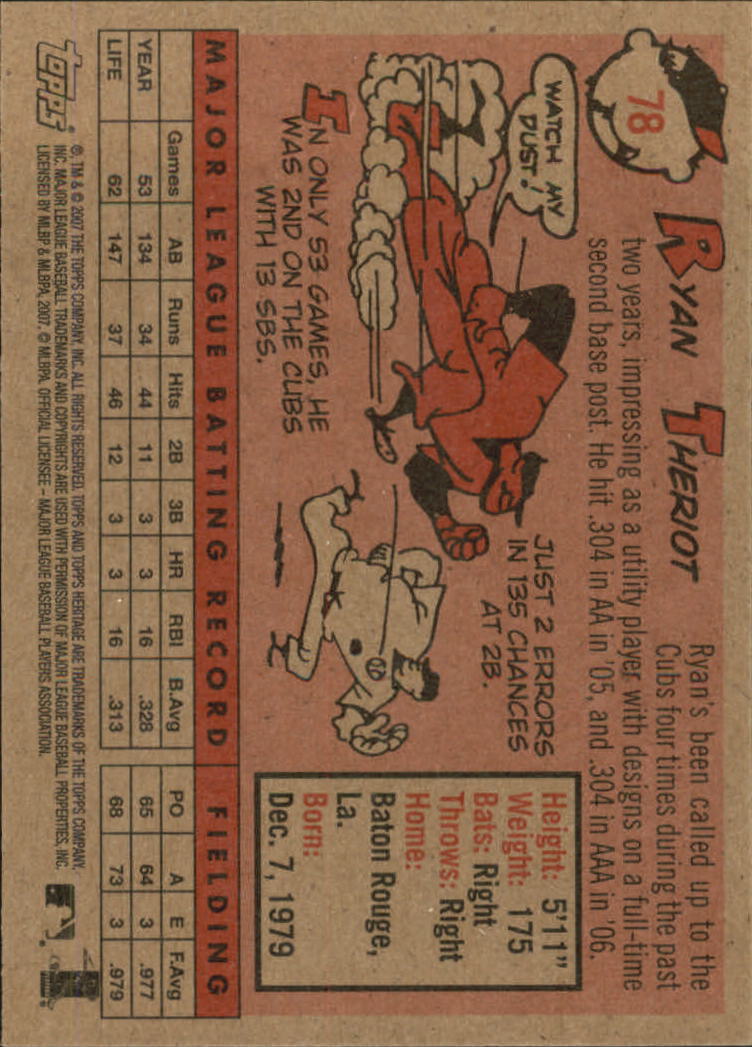 78
RYAN THERIOT
Ryan's been called up to the
Cubs four times during the past
two years, impressing as a utility player with designs on a full-time
second base post. He hit .304 in AA in '05, and .304 in AAA in '06.
WATCH MY
DUST!
IN ONLY 53 GAMES, HE
WAS 2ND ON THE CUBS
WITH 13 SBS.
JUST 2 ERRORS
IN 135 CHANCES
AT 2B.
Height: 5'11"
Weight: 175
Bats: Right
Throws: Right
Home:
Baton Rouge,
La.
Born:
Dec. 7, 1979
MAJOR LEAGUE BATTING RECORD FIELDING
Games AB Runs Hits 2B 3B HR RBI B.Avg PO A E F.Avg
YEAR 53 134 34 44 11 3 3 16 .328 65 64 3 .977
LIFE 62 147 37 46 12 3 3 16 .313 68 73 3 .979
Topps
®, TM & © 2007 THE TOPPS COMPANY, INC. ALL RIGHTS RESERVED. TOPPS AND TOPPS HERITAGE ARE TRADEMARKS OF THE TOPPS COMPANY,
INC. MAJOR LEAGUE BASEBALL TRADEMARKS AND COPYRIGHTS ARE USED WITH PERMISSION OF MAJOR LEAGUE BASEBALL PROPERTIES, INC.
LICENSED BY MLBP & MLBPA, 2007. © MLBPA. OFFICIAL LICENSEE – MAJOR LEAGUE BASEBALL PLAYERS ASSOCIATION.